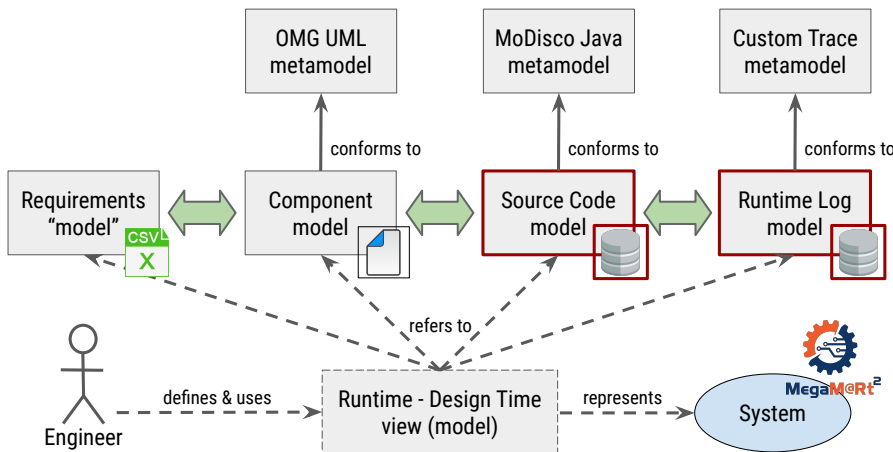 OMG UML
metamodel
MoDisco Java
metamodel
Custom Trace
metamodel
conforms to
conforms to
conforms to
Requirements
“model”
CSV
X
Component
model
Source Code
model
Runtime Log
model
refers to
Engineer
defines & uses
Runtime - Design Time
view (model)
represents
MegaM@Rt2
System